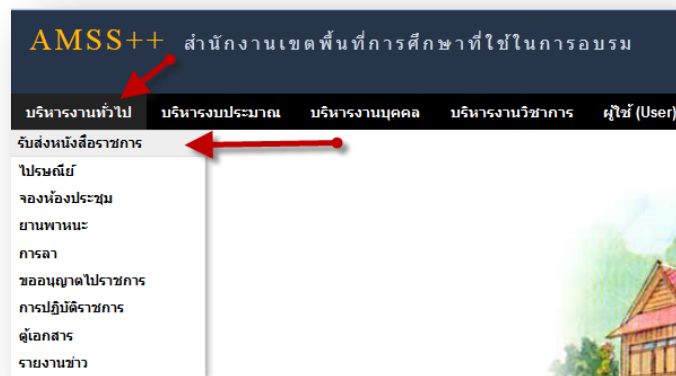 AMSS++ สำนักงานเขตพื้นที่การศึกษาที่ใช้ในการอบรม
บริหารงานทั่วไป บริหารงบประมาณ บริหารงานบุคคล บริหารงานวิชาการ ผู้ใช้ (User)
รับส่งหนังสือราชการ
ไปรษณีย์
จองห้องประชุม
ยานพาหนะ
การลา
ขออนุญาตไปราชการ
การปฏิบัติราชการ
ตู้เอกสาร
รายงานข่าว